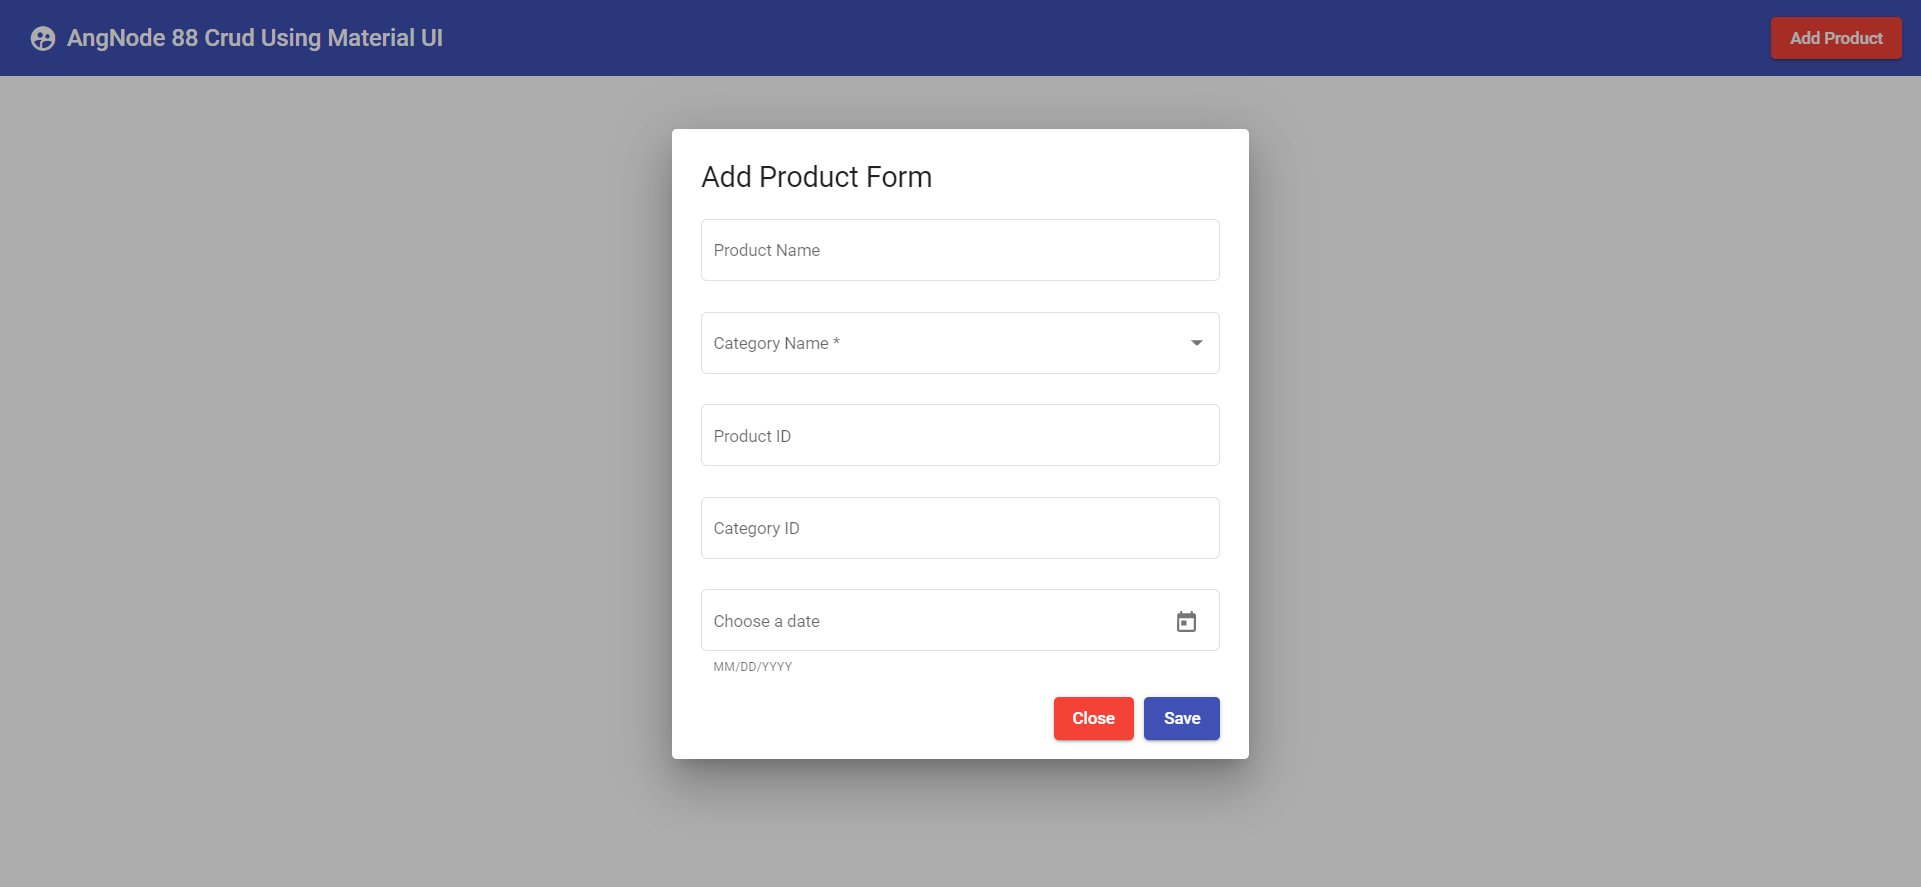 AngNode 88 Crud Using Material UI
Add Product
Add Product Form
Product Name
Category Name *
Product ID
Category ID
Choose a date
MM/DD/YYYY
Close
Save